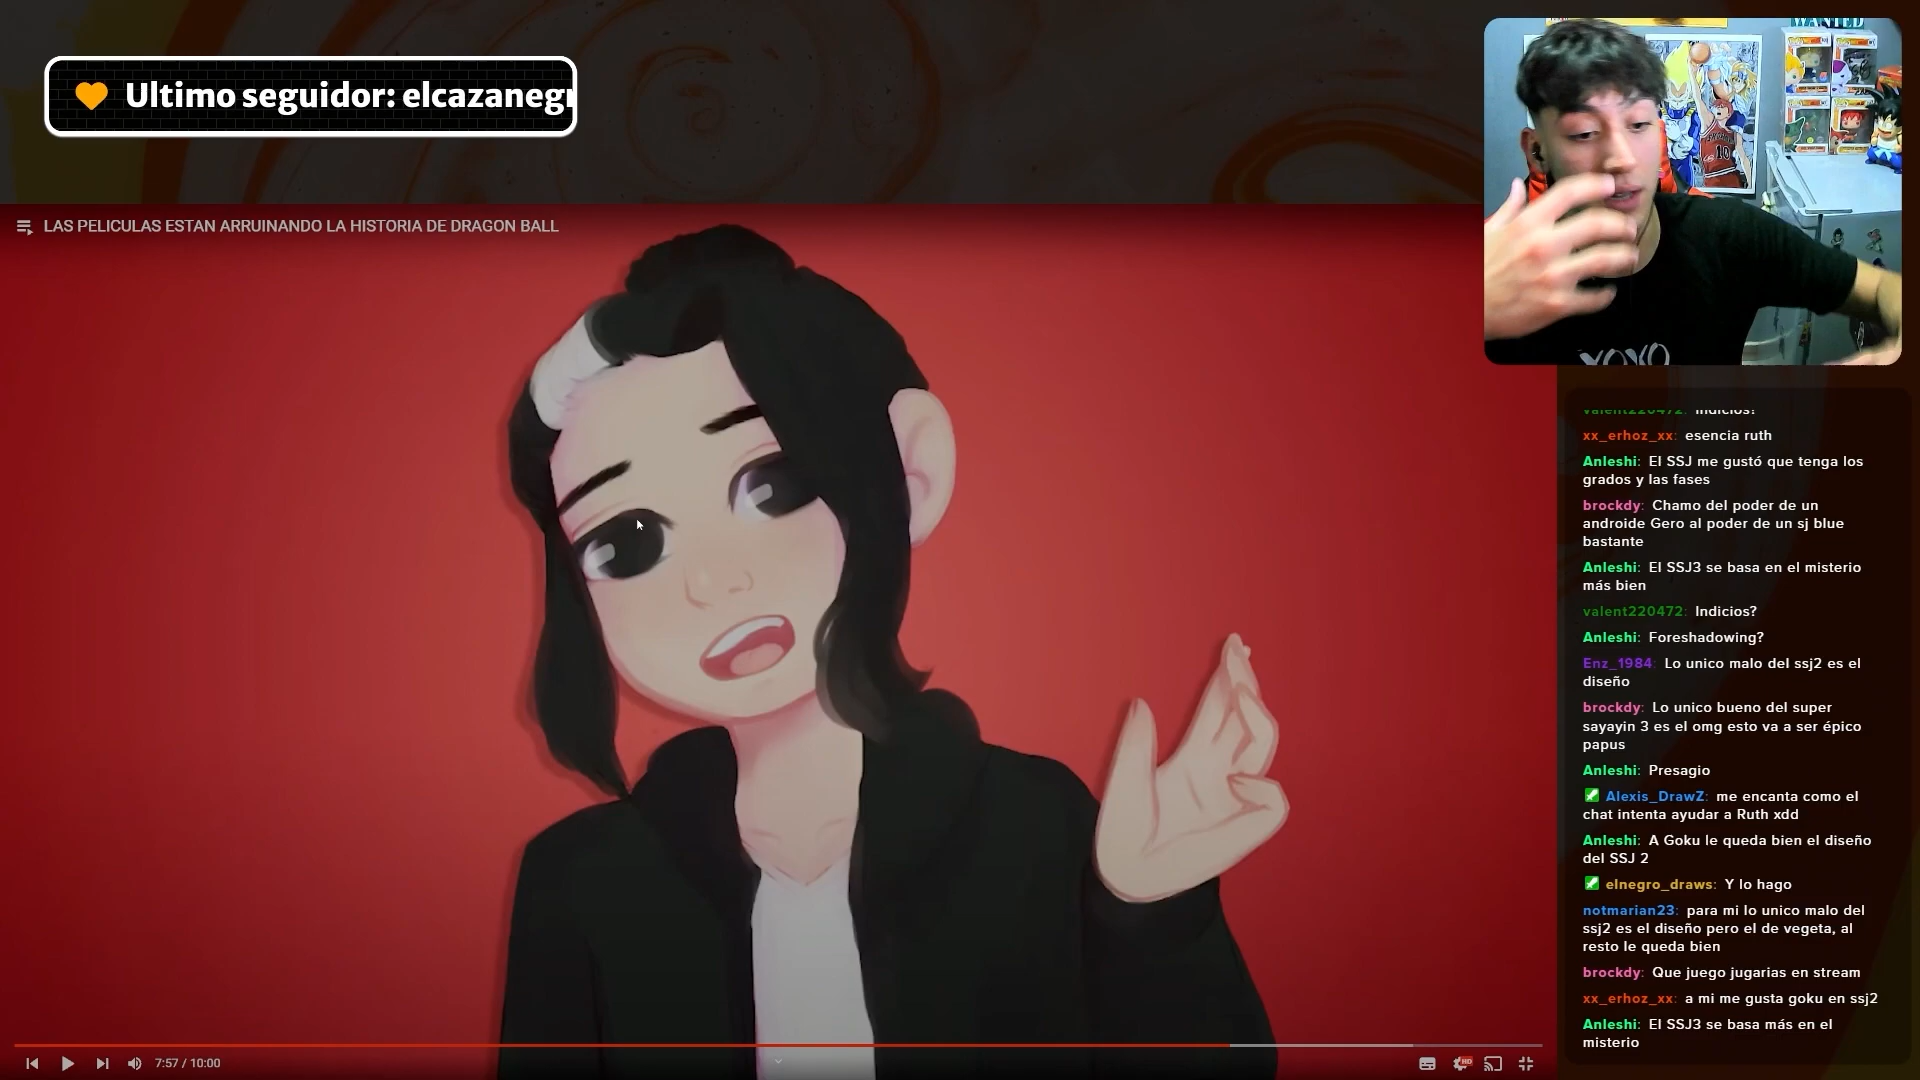 Ultimo seguidor: elcazanegr
WANTED
LAS PELICULAS ESTAN ARRUINANDO LA HISTORIA DE DRAGON BALL
10
valent220472: Indicios?
xx_erhoz_xx: esencia ruth
Anleshi: El SSJ me gustó que tenga los
grados y las fases
brockdy: Chamo del poder de un
androide Gero al poder de un sj blue
bastante
Anleshi: El SSJ3 se basa en el misterio
más bien
valent220472: Indicios?
Anleshi: Foreshadowing?
Enz_1984: Lo unico malo del ssj2 es el
diseño
brockdy: Lo unico bueno del super
sayayin 3 es el omg esto va a ser épico
papus
Anleshi: Presagio
Alexis_DrawZ: me encanta como el
chat intenta ayudar a Ruth xdd
Anleshi: A Goku le queda bien el diseño
del SSJ 2
elnegro_draws: Y lo hago
notmarian23: para mi lo unico malo del
ssj2 es el diseño pero el de vegeta, al
resto le queda bien
brockdy: Que juego jugarias en stream
xx_erhoz_xx: a mi me gusta goku en ssj2
Anleshi: El SSJ3 se basa más en el
misterio
7:57 / 10:00
HD